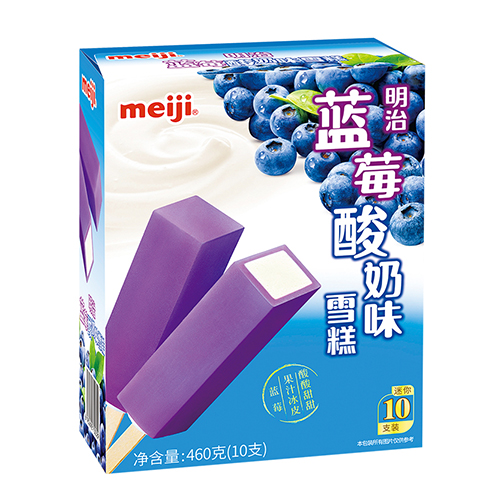 meiji®
明治
蓝莓
酸奶味
雪糕
酸酸甜甜
果汁冰皮
蓝莓
迷你
10
支装
本包装所有图片仅供参考
净含量:460克(10支)